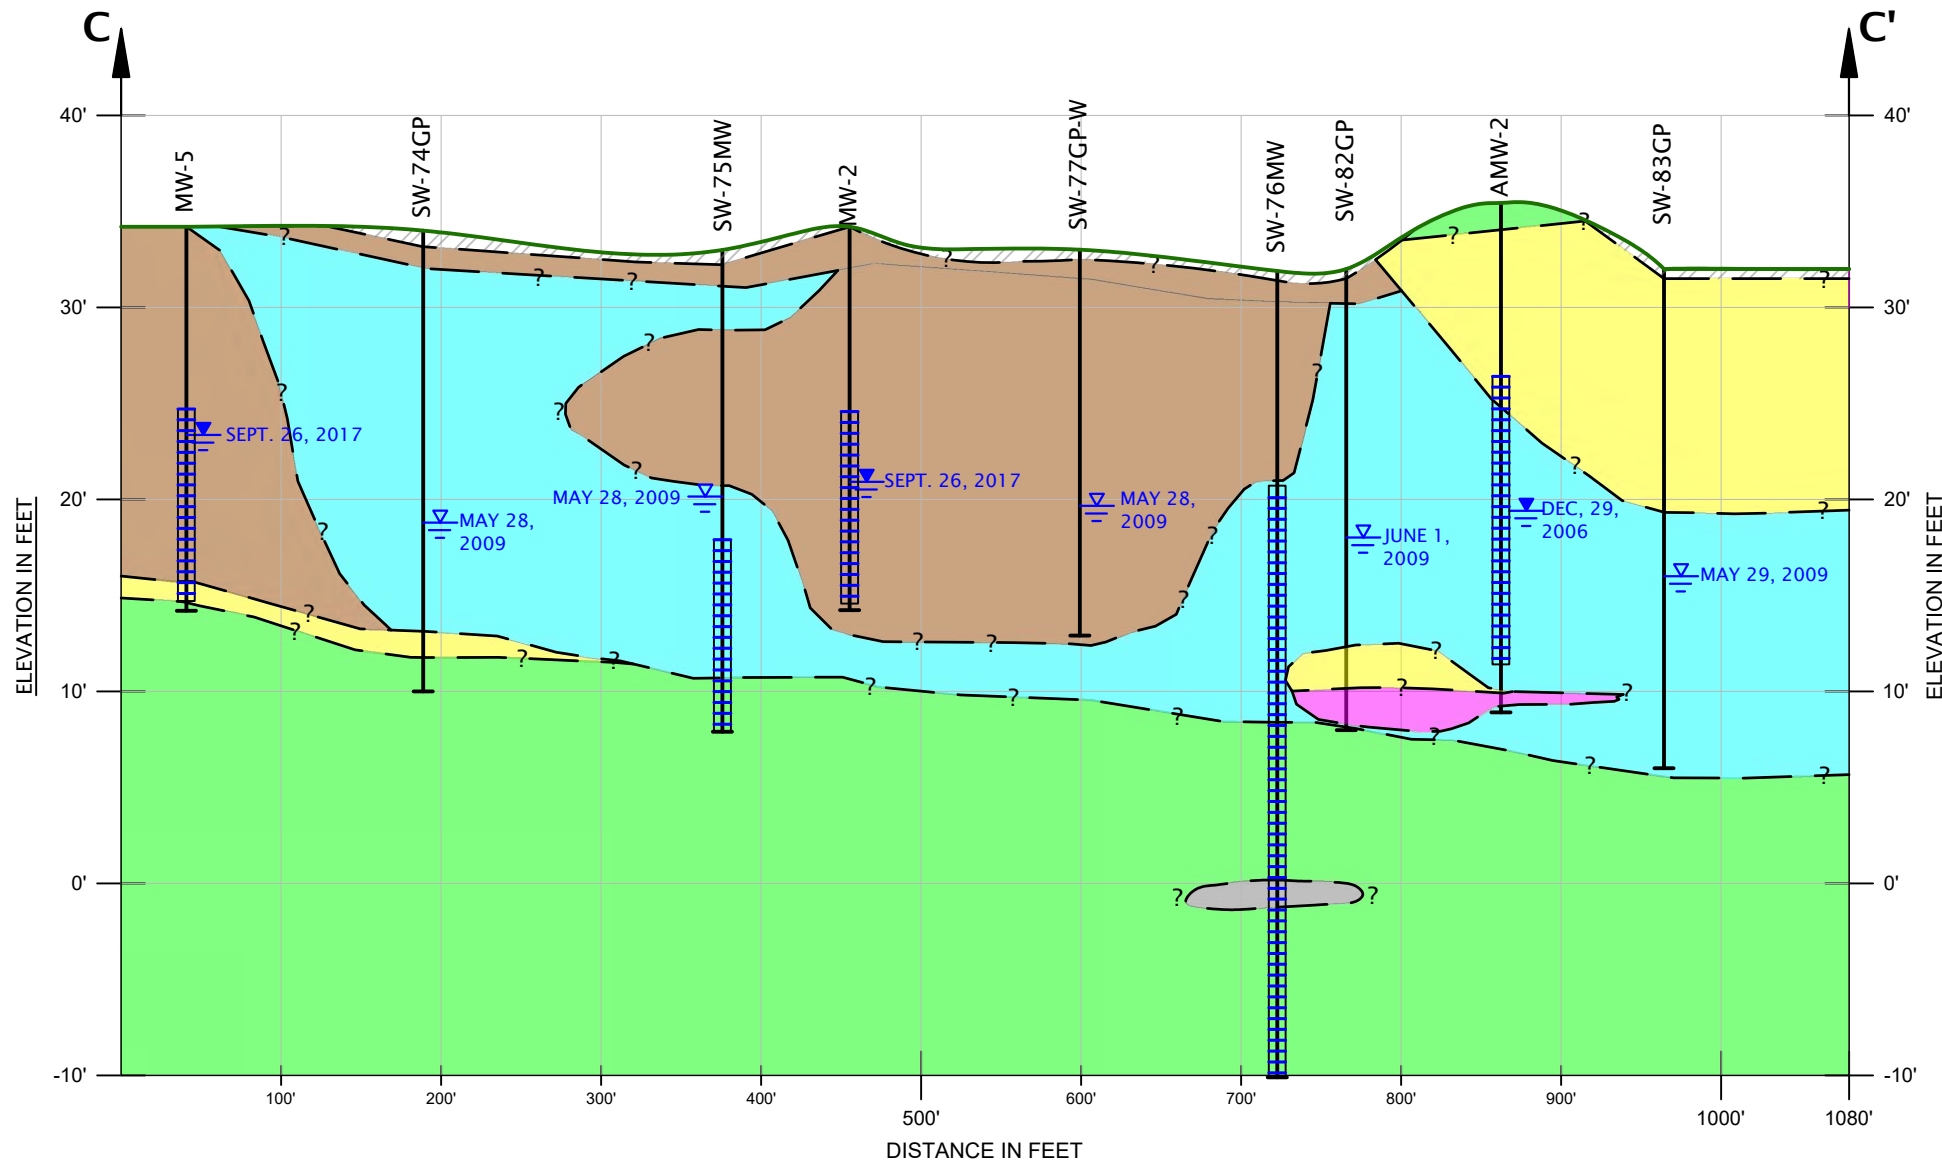 C
C'
40'
40'
MW-5
SW-74GP
SW-75MW
MW-2
SW-77GP-W
SW-76MW
SW-82GP
AMW-2
SW-83GP
?
?
?
?
?
?
?
?
?
30'
30'
?
?
?
?
?
SEPT. 26, 2017
?
?
SEPT. 26, 2017
MAY 28, 2009
20'
20'
MAY 28,
2009
MAY 28,
2009
DEC, 29,
2006
?
?
?
JUNE 1,
2009
MAY 29, 2009
?
?
?
?
?
?
?
?
10'
10'
?
?
?
?
?
?
?
?
ELEVATION IN FEET
ELEVATION IN FEET
0'
0'
?
?
-10'
-10'
100'
200'
300'
400'
500'
600'
700'
800'
900'
1000'
1080'
DISTANCE IN FEET